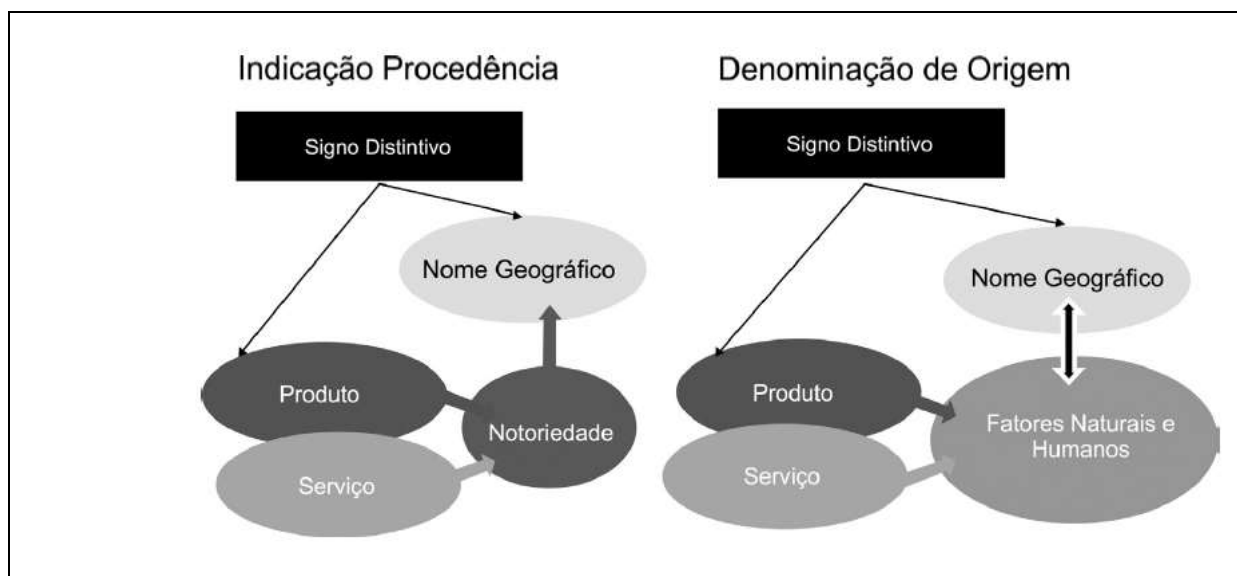 Indicação Procedência
Signo Distintivo
Nome Geográfico
Produto
Notoriedade
Serviço
Denominação de Origem
Signo Distintivo
Nome Geográfico
Produto
Fatores Naturais e
Humanos
Serviço